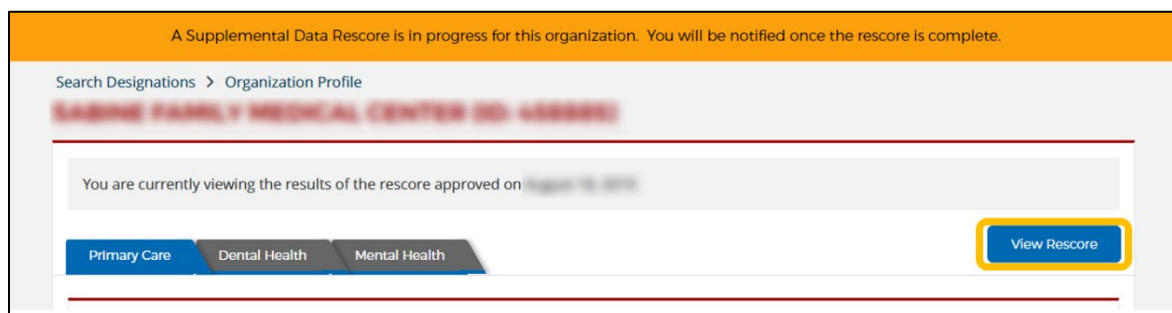 A Supplemental Data Rescore is in progress for this organization. You will be notified once the rescore is complete.
Search Designations > Organization Profile
You are currently viewing the results of the rescore approved on
Primary Care
Dental Health
Mental Health
View Rescore